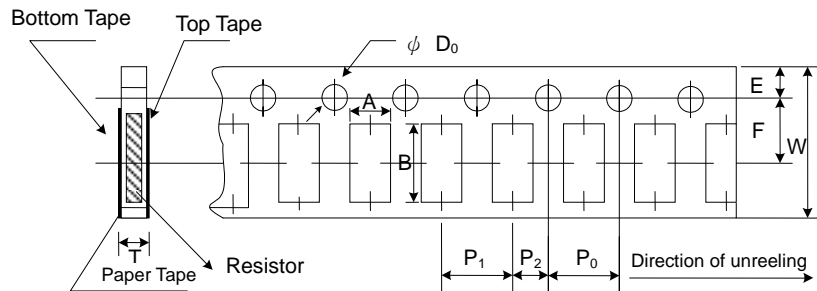 Bottom Tape
Top Tape
ψ D₀
A
E
F
W
B
T
P₁
P₂
P₀
Direction of unreeling
Resistor
Paper Tape